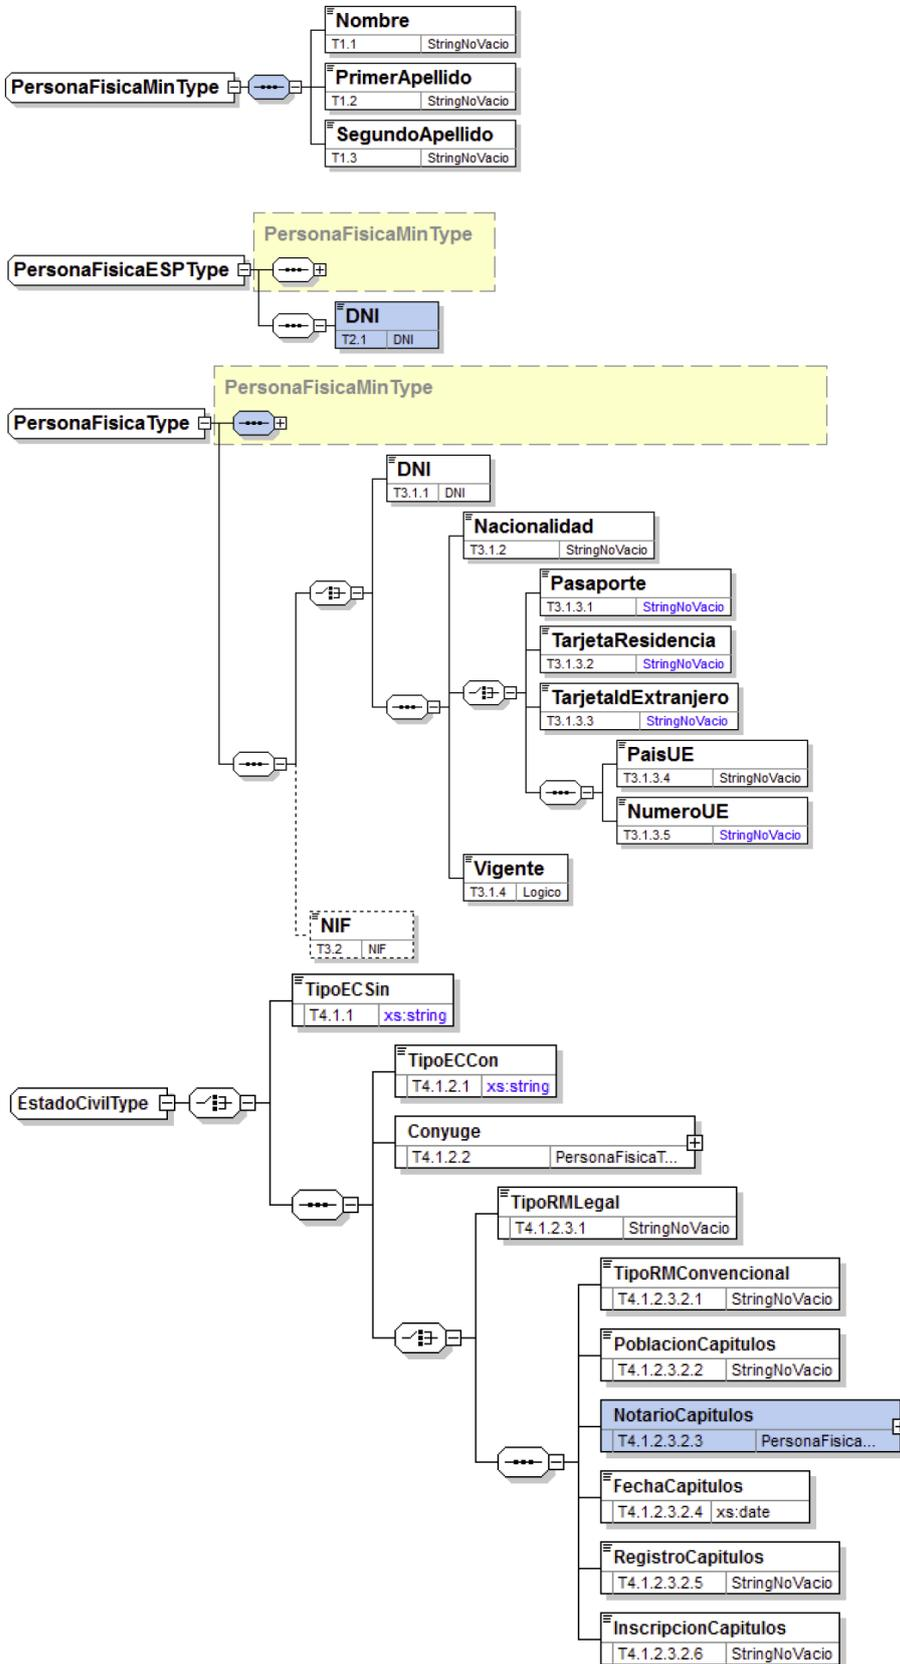 Nombre
T1.1 StringNoVacio
PersonaFisicaMinType
PrimerApellido
T1.2 StringNoVacio
SegundoApellido
T1.3 StringNoVacio
PersonaFisicaMinType
PersonaFisicaESPType
DNI
T2.1 DNI
PersonaFisicaMinType
PersonaFisicaType
DNI
T3.1.1 DNI
Nacionalidad
T3.1.2 StringNoVacio
Pasaporte
T3.1.3.1 StringNoVacio
TarjetaResidencia
T3.1.3.2 StringNoVacio
TarjetaIdExtranjero
T3.1.3.3 StringNoVacio
PaisUE
T3.1.3.4 StringNoVacio
NumeroUE
T3.1.3.5 StringNoVacio
Vigente
T3.1.4 Logico
NIF
T3.2 NIF
TipoECSin
T4.1.1 xs:string
TipoECCon
T4.1.2.1 xs:string
EstadoCivilType
Conyuge
T4.1.2.2 PersonaFisicaT...
TipoRMLegal
T4.1.2.3.1 StringNoVacio
TipoRMConvencional
T4.1.2.3.2.1 StringNoVacio
PoblacionCapitulos
T4.1.2.3.2.2 StringNoVacio
NotarioCapitulos
T4.1.2.3.2.3 PersonaFisica...
FechaCapitulos
T4.1.2.3.2.4 xs:date
RegistroCapitulos
T4.1.2.3.2.5 StringNoVacio
InscripcionCapitulos
T4.1.2.3.2.6 StringNoVacio